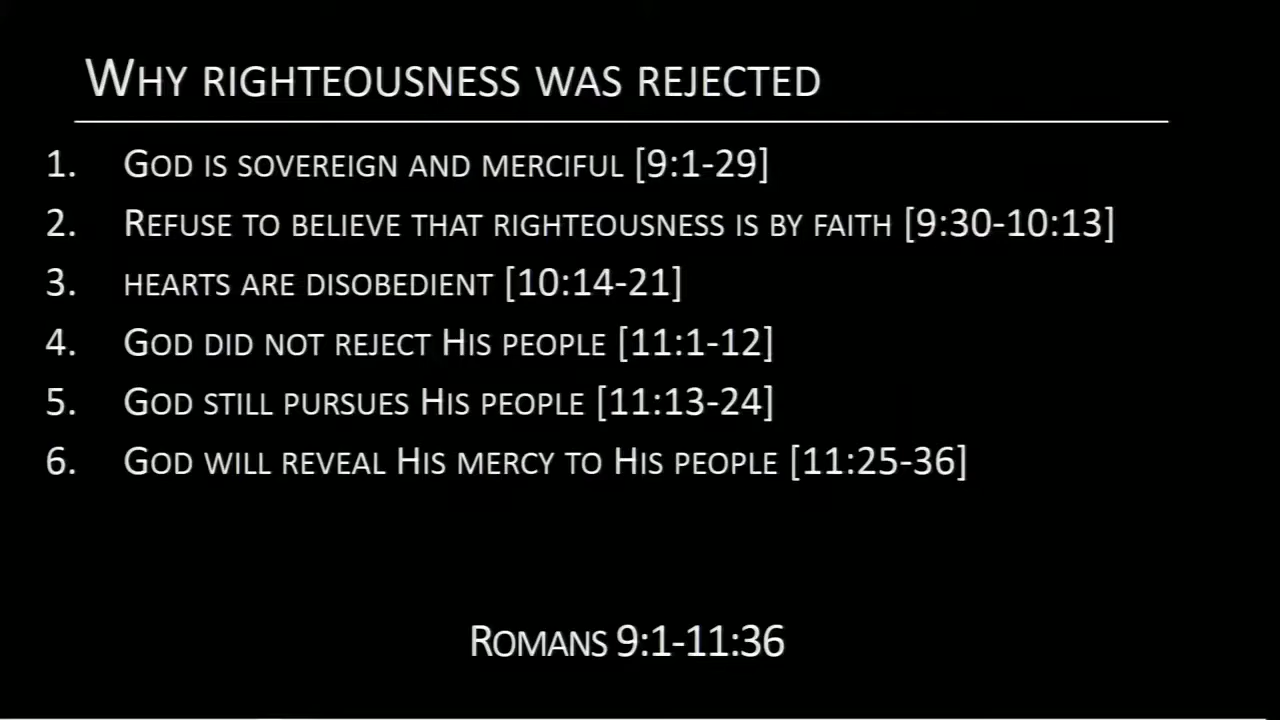 WHY RIGHTEOUSNESS WAS REJECTED
1. GOD IS SOVEREIGN AND MERCIFUL [9:1-29]
2. REFUSE TO BELIEVE THAT RIGHTEOUSNESS IS BY FAITH [9:30-10:13]
3. HEARTS ARE DISOBEDIENT [10:14-21]
4. GOD DID NOT REJECT HIS PEOPLE [11:1-12]
5. GOD STILL PURSUES HIS PEOPLE [11:13-24]
6. GOD WILL REVEAL HIS MERCY TO HIS PEOPLE [11:25-36]
ROMANS 9:1-11:36